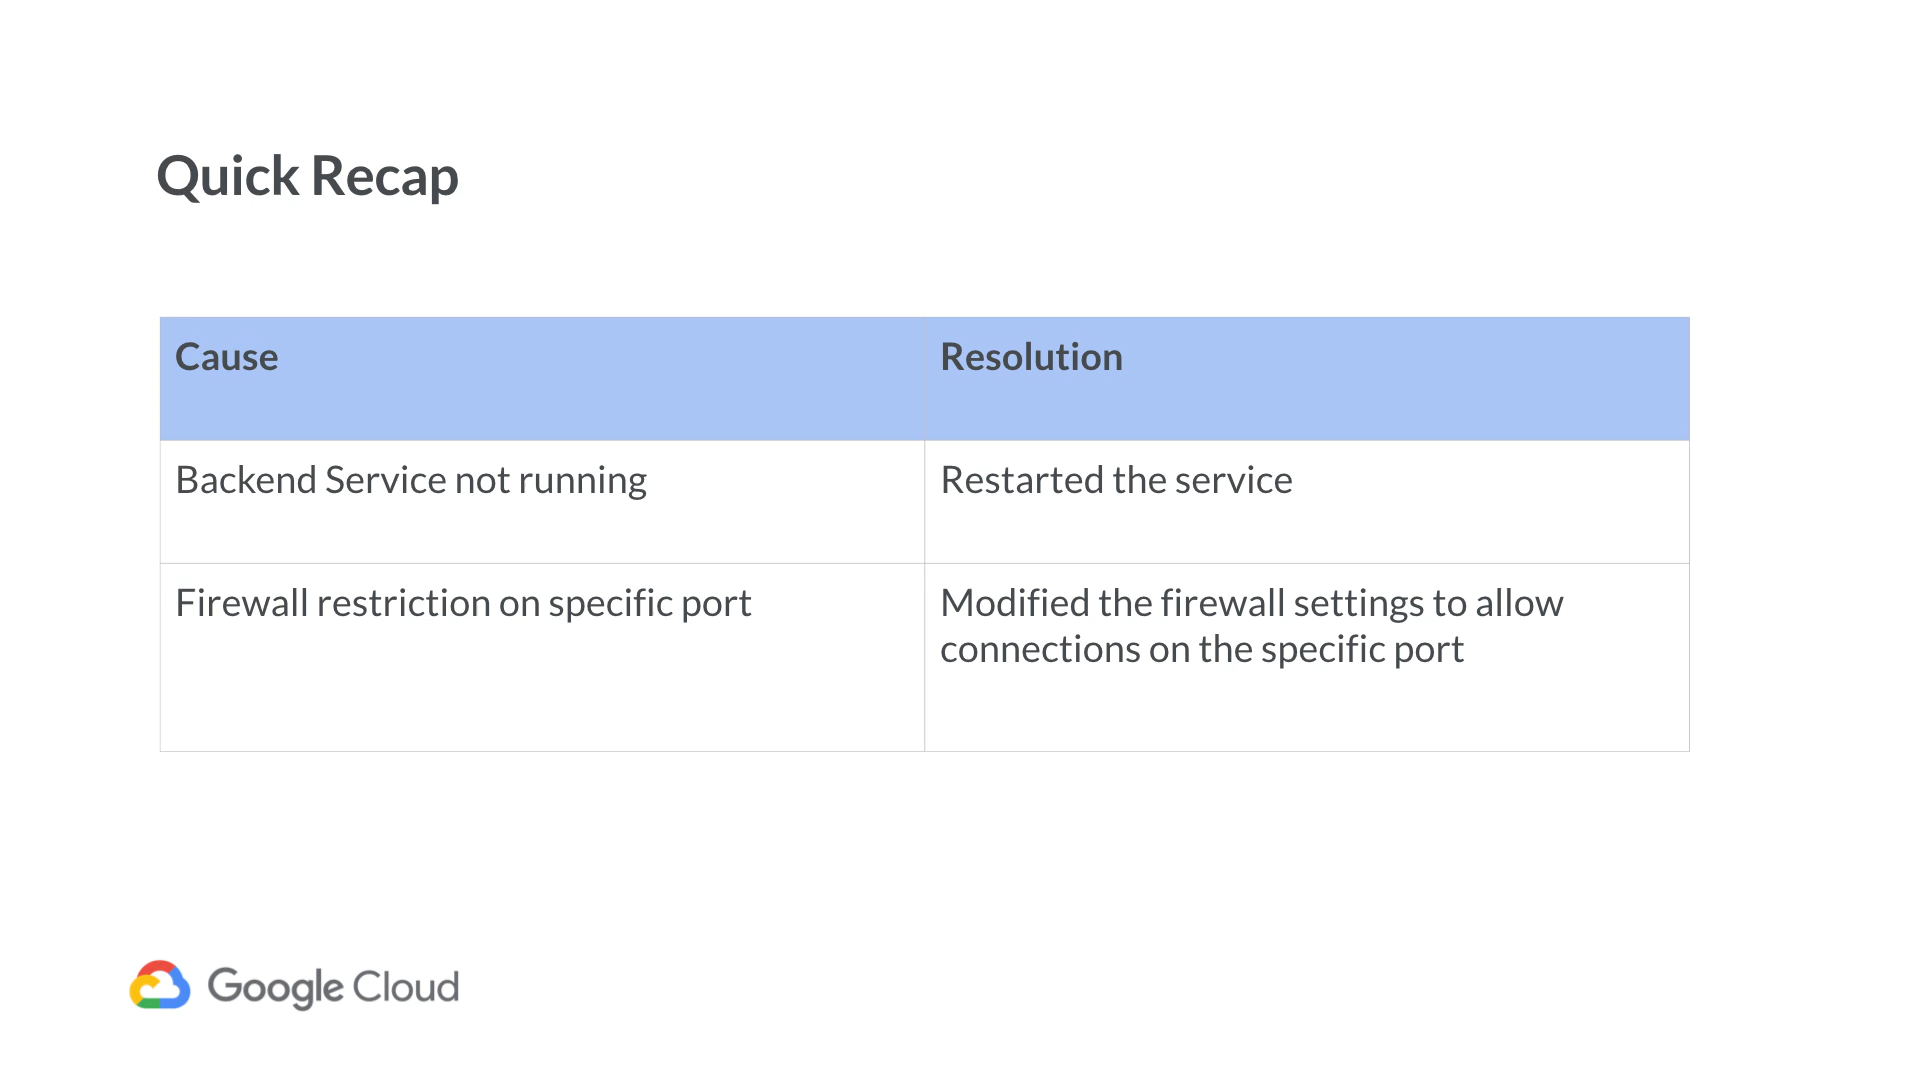 Quick Recap
Cause
Resolution
Backend Service not running
Restarted the service
Firewall restriction on specific port
Modified the firewall settings to allow
connections on the specific port
Google Cloud